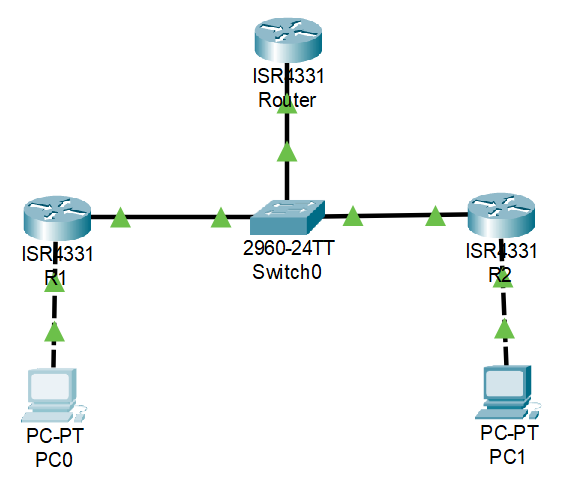 ISR4331
Router
ISR4331
R1
2960-24TT
Switch0
ISR4331
R2
PC-PT
PC0
PC-PT
PC1